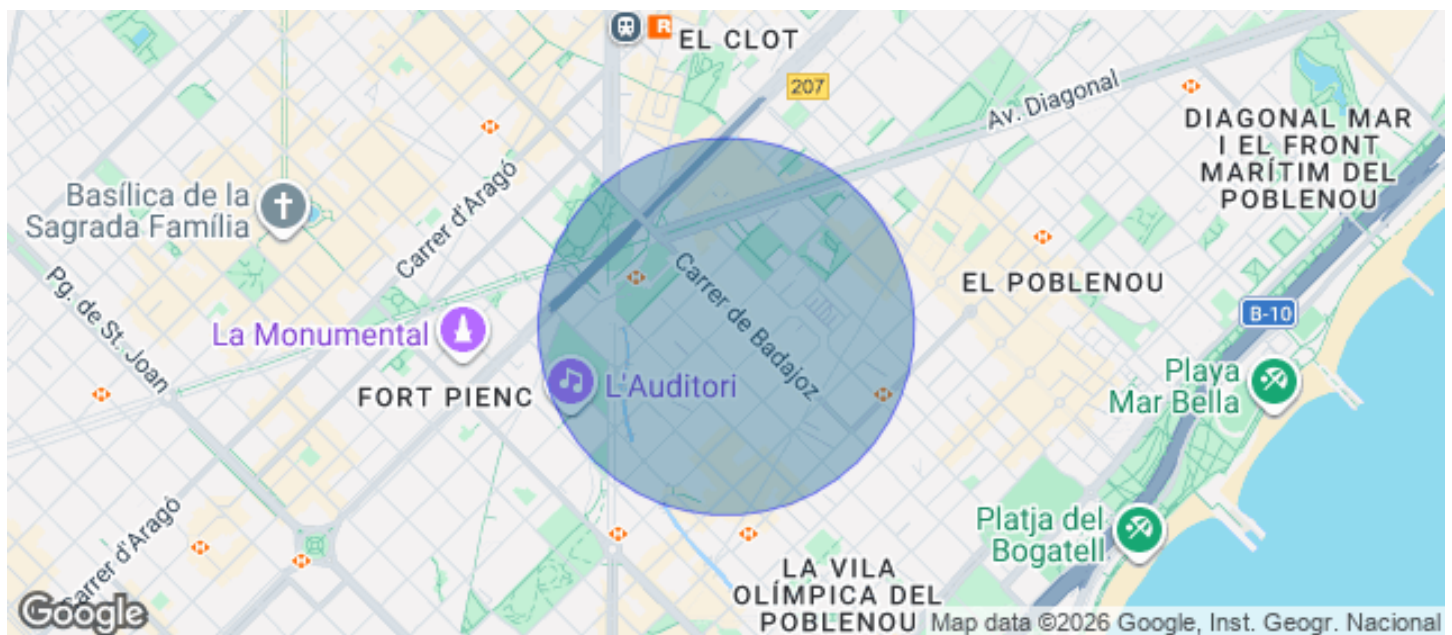 EL CLOT
R
207
Av. Diagonal
DIAGONAL MAR
I EL FRONT
MARÍTIM DEL
POBLENOU
Basílica de la
Sagrada Família
Carrer d'Aragó
Pg. de St. Joan
La Monumental
Carrer de Badajoz
EL POBLENOU
B-10
FORT PIENC
L'Auditori
Playa
Mar Bella
Carrer d'Aragó
Platja del
Bogatell
LA VILA
OLÍMPICA DEL
POBLENOU
Google
Map data ©2026 Google, Inst. Geogr. Nacional